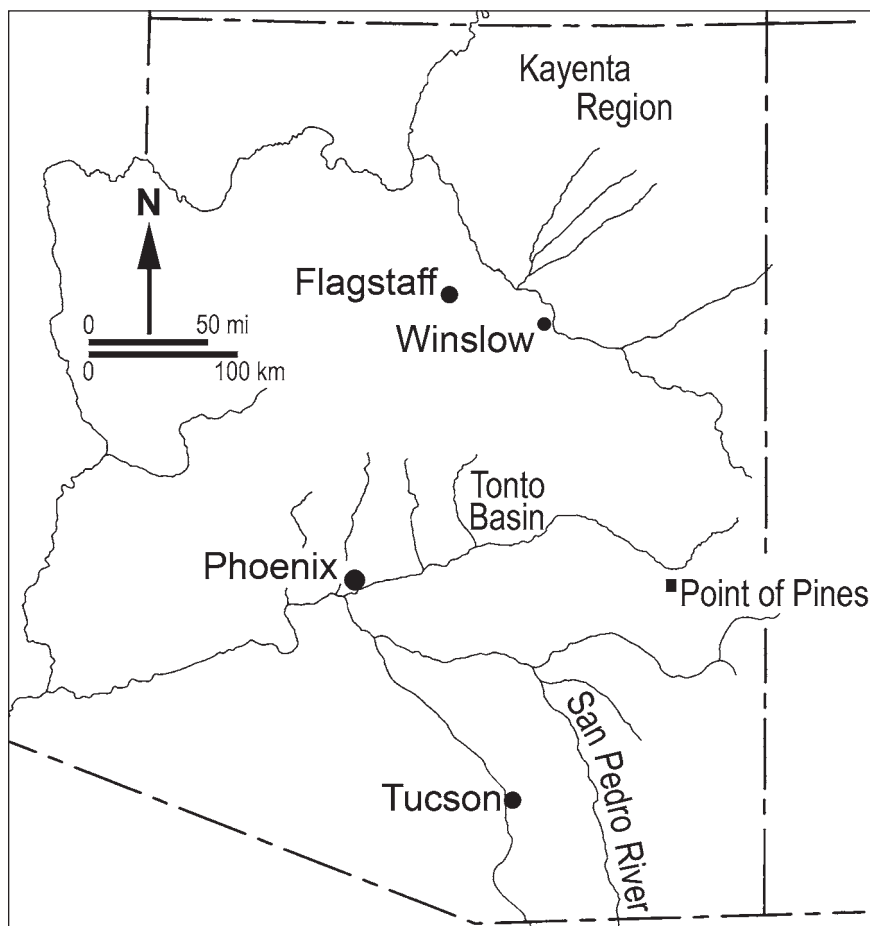 Kayenta
Region
N
Flagstaff
0 50 mi
Winslow
0 100 km
Tonto
Basin
Phoenix
Point of Pines
San Pedro River
Tucson